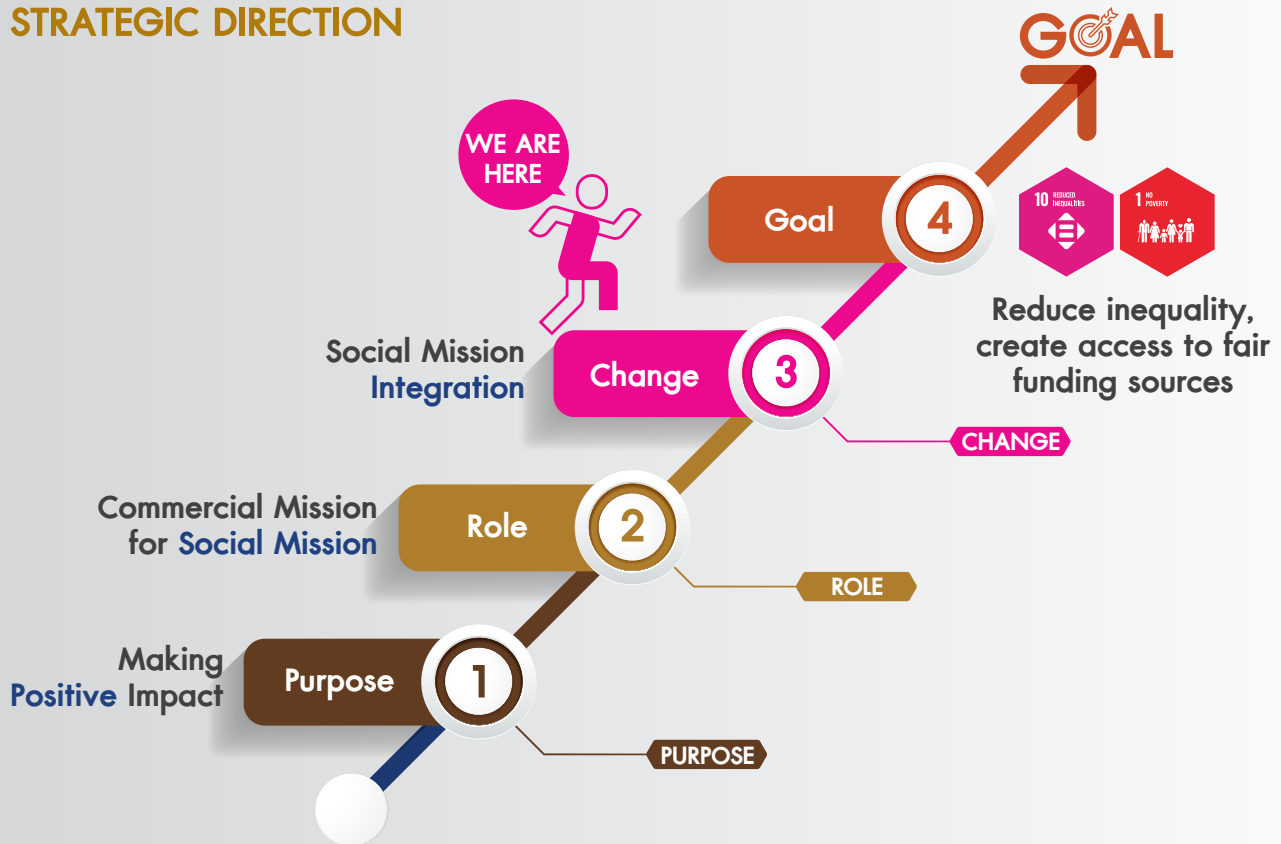 STRATEGIC DIRECTION
GOAL
WE ARE
HERE
Goal
4
10 REDUCED
INEQUALITIES
1 NO
POVERTY
Reduce inequality,
create access to fair
funding sources
Social Mission
Integration
Change
3
CHANGE
Commercial Mission
for Social Mission
Role
2
ROLE
Making
Positive Impact
Purpose
1
PURPOSE